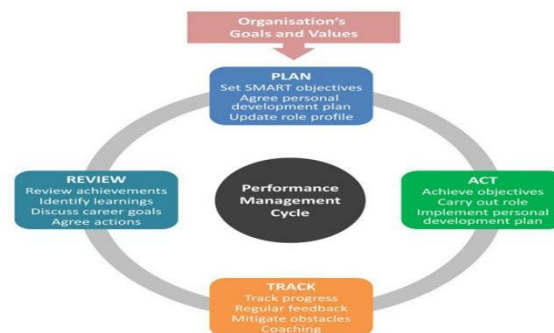 Organisation's
Goals and Values
PLAN
Set SMART objectives
Agree personal
development plan
Update role profile
REVIEW
Review achievements
Identify learnings
Discuss career goals
Agree actions
Performance
Management
Cycle
ACT
Achieve objectives
Carry out role
Implement personal
development plan
TRACK
Track progress
Regular feedback
Mitigate obstacles
Coaching